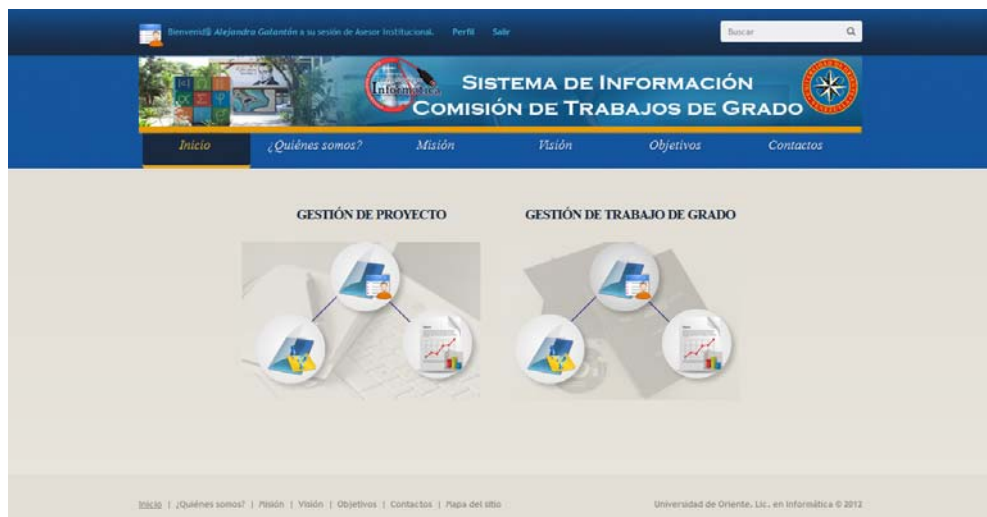 Bienvenid@ Alejandra Galantón a su sesión de Asesor Institucional. Perfil Salir
Buscar
Informática
SISTEMA DE INFORMACIÓN
COMISIÓN DE TRABAJOS DE GRADO
Inicio ¿Quiénes somos? Misión Visión Objetivos Contactos
GESTIÓN DE PROYECTO GESTIÓN DE TRABAJO DE GRADO
Inicio | ¿Quiénes somos? | Misión | Visión | Objetivos | Contactos | Mapa del sitio
Universidad de Oriente. Lic. en Informática © 2012